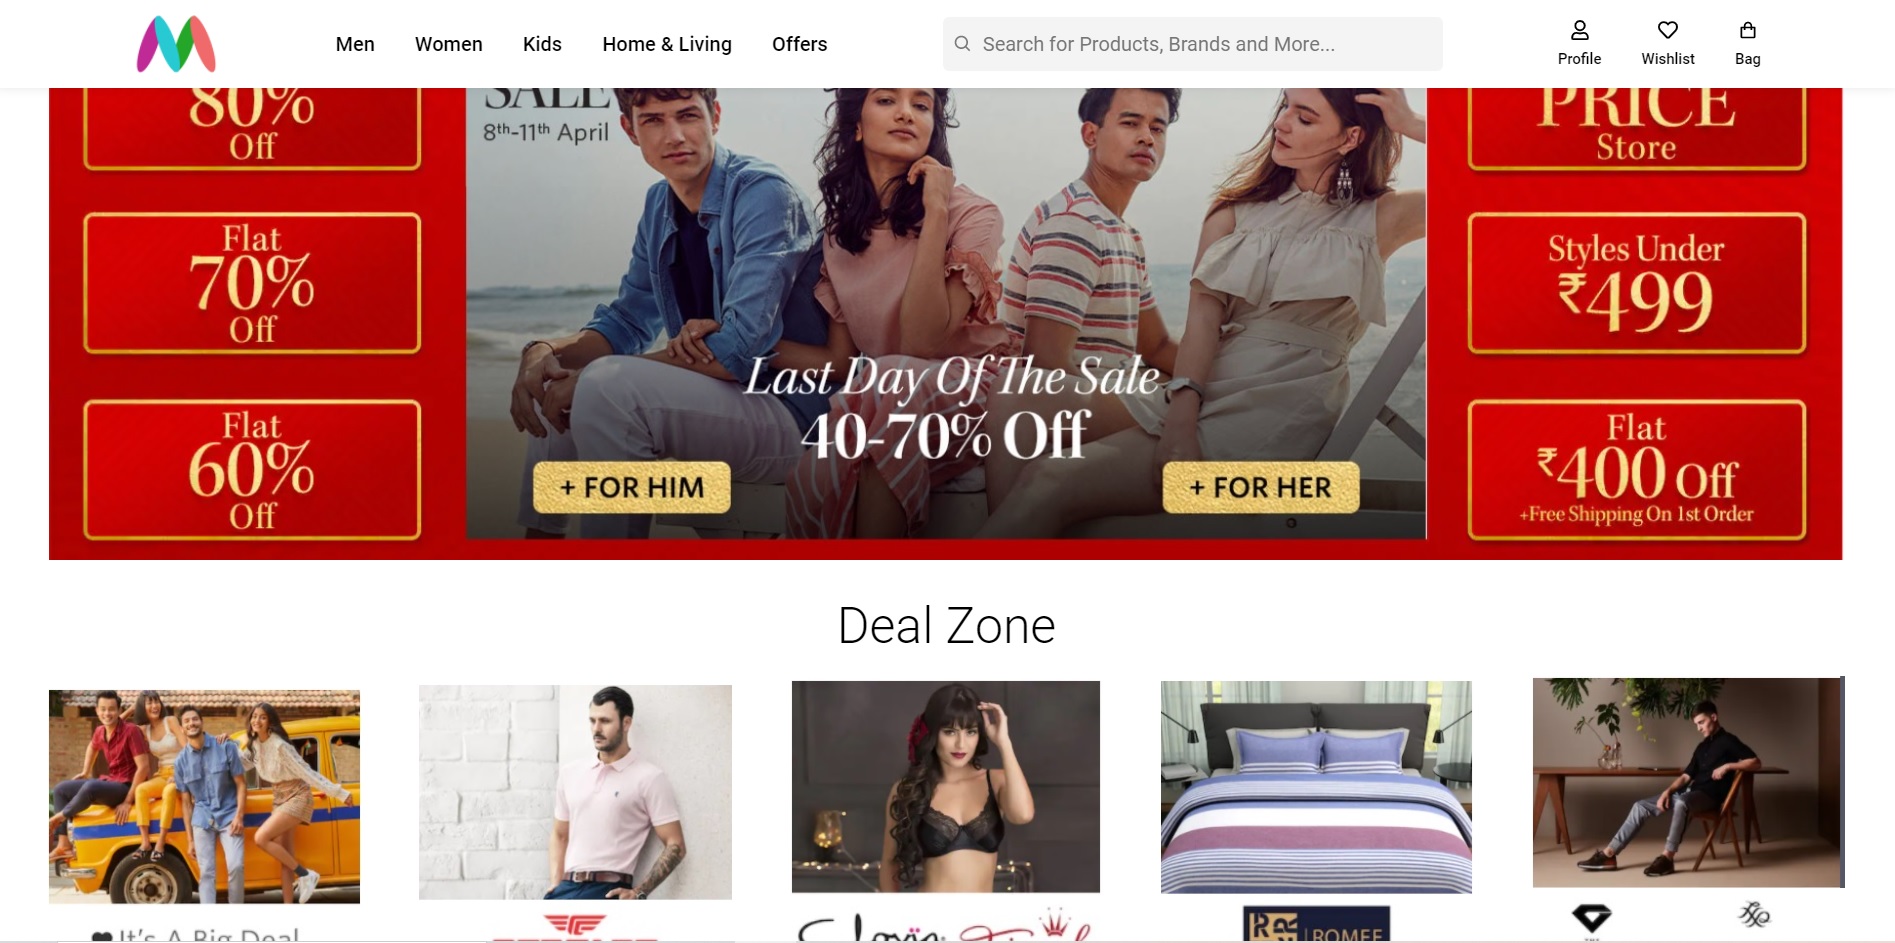 Men Women Kids Home & Living Offers Search for Products, Brands and More... Profile Wishlist Bag
80%
Off
SALE
8th-11th April
PRICE
Store
Flat
70%
Off
Styles Under
₹499
Last Day Of The Sale
40-70% Off
+ FOR HIM
+ FOR HER
Flat
60%
Off
Flat
₹400 Off
+Free Shipping On 1st Order
Deal Zone
It's A Big Deal
ROMEE